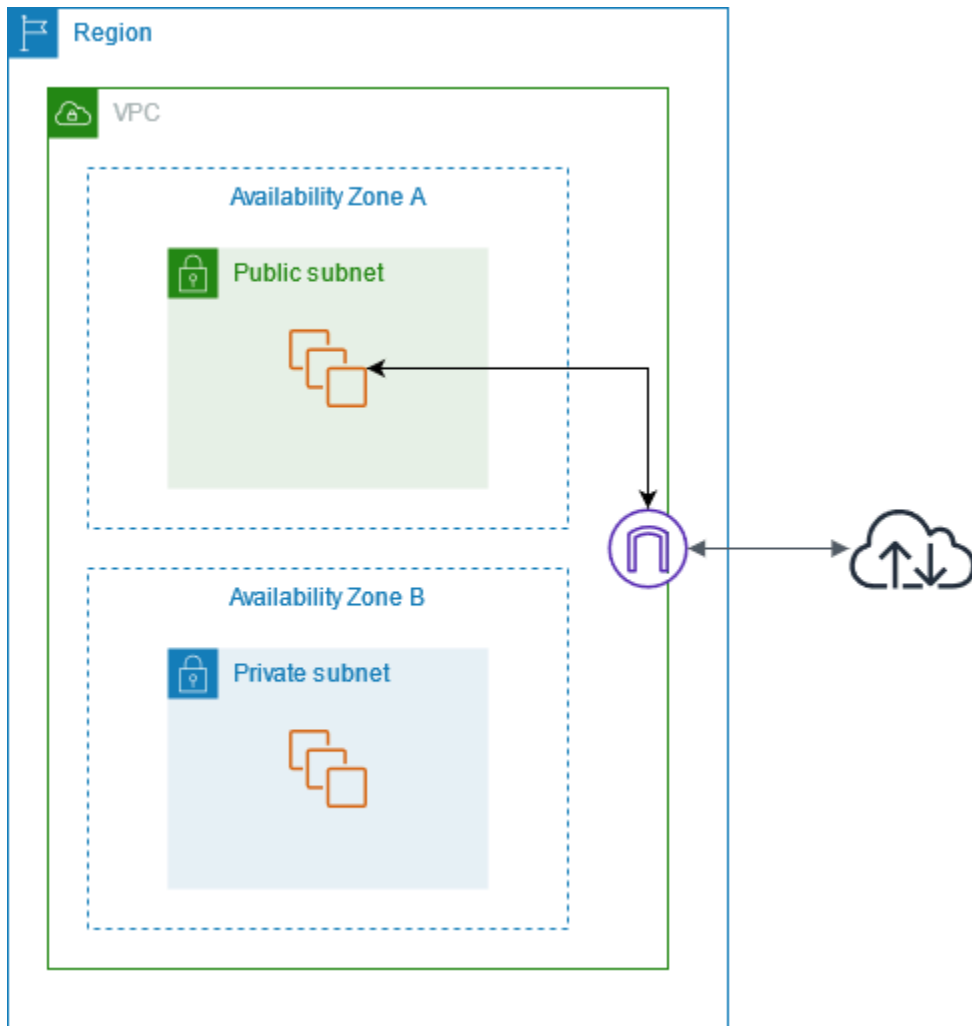 Region
VPC
Availability Zone A
Public subnet
Availability Zone B
Private subnet